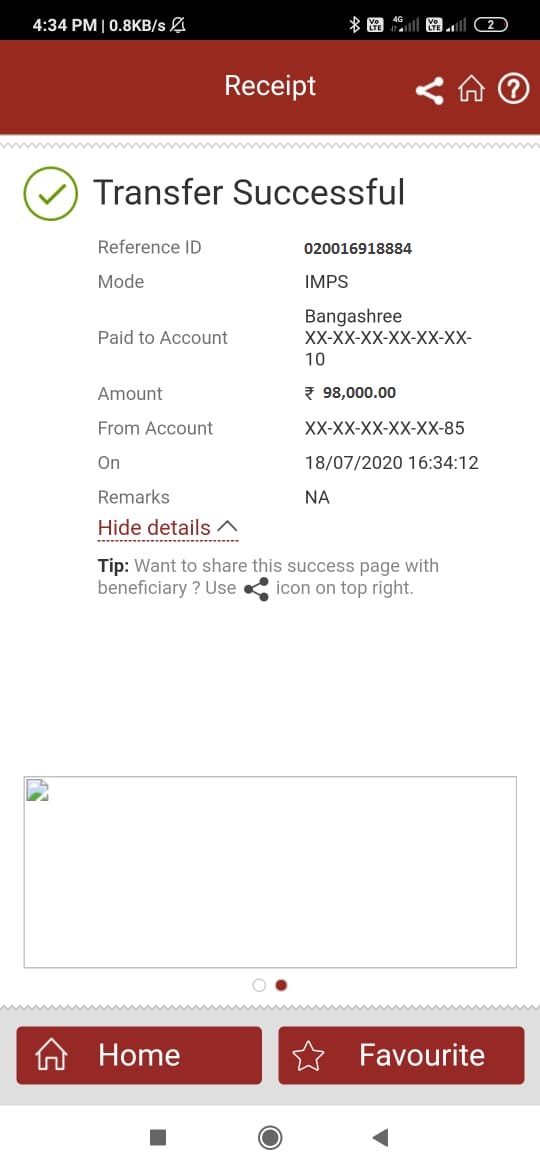 4:34 PM | 0.8KB/s
Vo LTE 4G Vo LTE 2
Receipt
?
Transfer Successful
Reference ID 020016918884
Mode IMPS
Bangashree
Paid to Account XX-XX-XX-XX-XX-XX-
10
Amount ₹ 98,000.00
From Account XX-XX-XX-XX-XX-85
On 18/07/2020 16:34:12
Remarks NA
Hide details
Tip: Want to share this success page with
beneficiary ? Use icon on top right.
Home Favourite